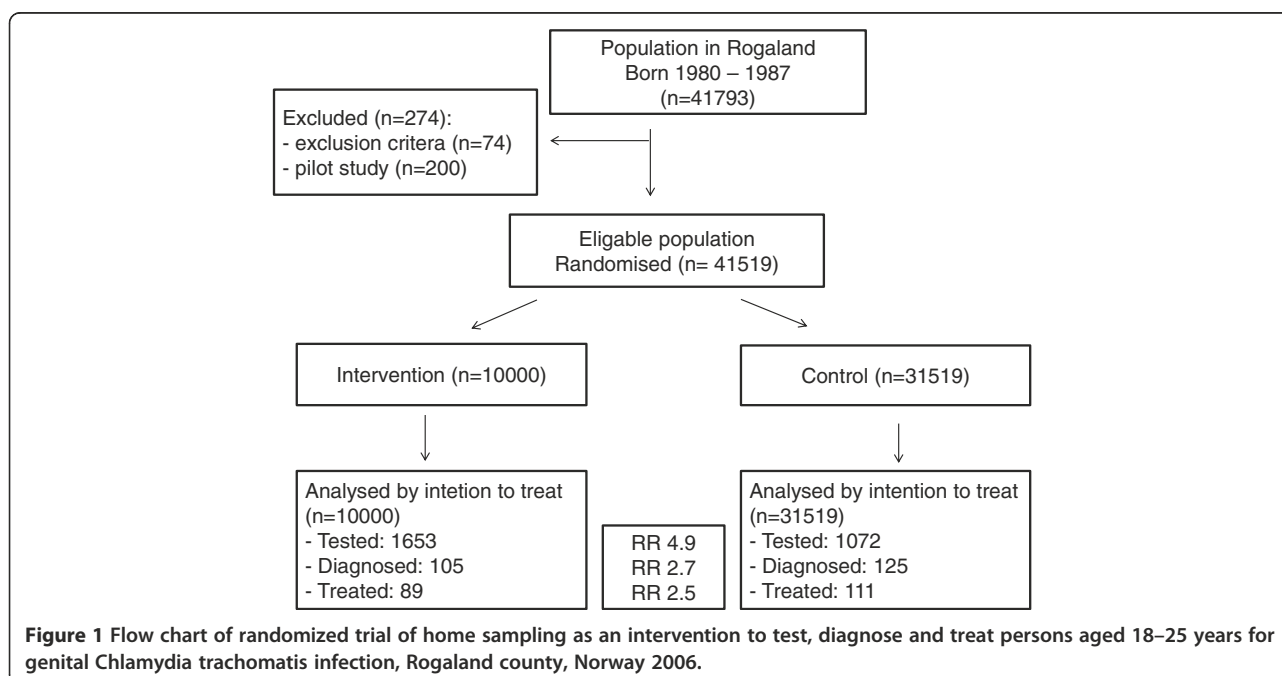 Population in Rogaland
Born 1980 – 1987
(n=41793)
Excluded (n=274):
- exclusion critera (n=74)
- pilot study (n=200)
Eligable population
Randomised (n= 41519)
Intervention (n=10000)
Control (n=31519)
Analysed by intetion to treat
(n=10000)
- Tested: 1653
- Diagnosed: 105
- Treated: 89
RR 4.9
RR 2.7
RR 2.5
Analysed by intention to treat
(n=31519)
- Tested: 1072
- Diagnosed: 125
- Treated: 111
Figure 1 Flow chart of randomized trial of home sampling as an intervention to test, diagnose and treat persons aged 18–25 years for
genital Chlamydia trachomatis infection, Rogaland county, Norway 2006.